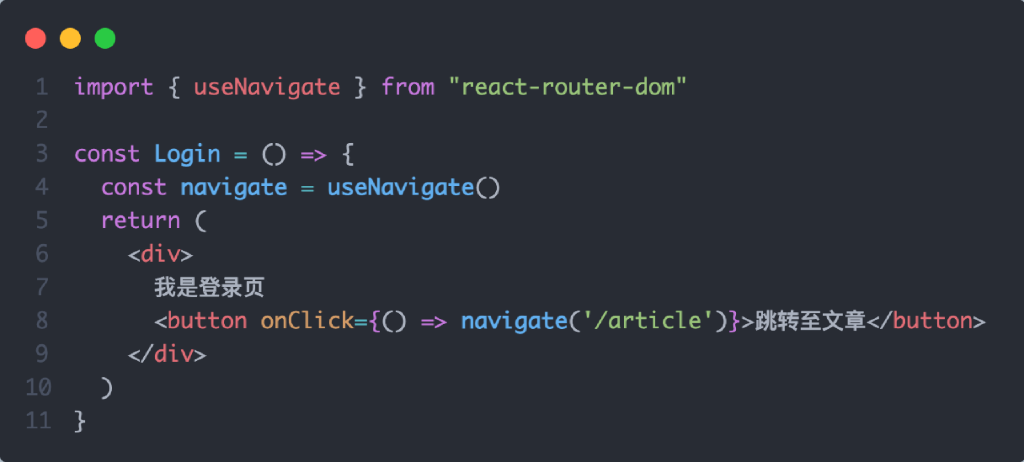 1 import { useNavigate } from "react-router-dom"
2
3 const Login = () => {
4   const navigate = useNavigate()
5   return (
6     <div>
7       我是登录页
8       <button onClick={() => navigate('/article')}>跳转至文章</button>
9     </div>
10   )
11 }